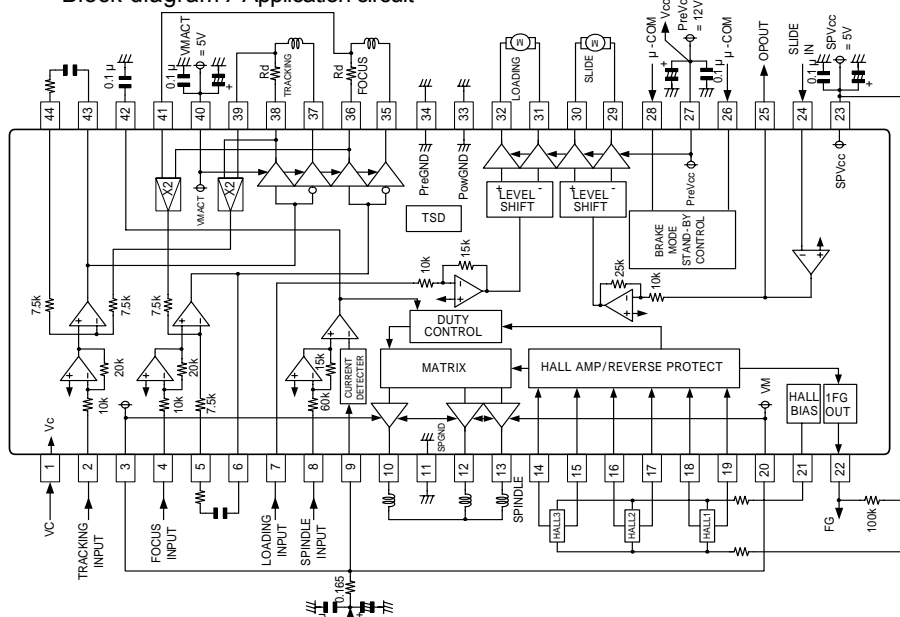 Block diagram / Application circuit
0.1 µ
0.1 µ
VMACT
= 5V
Rd
TRACKING
Rd
FOCUS
LOADING
M
SLIDE
M
µ-COM
Vcc
PreVcc
= 12V
0.1 µ
µ-COM
OPOUT
SLIDE
IN
0.1 µ
SPVcc
= 5V
44 43 42 41 40 39 38 37 36 35 34 33 32 31 30 29 28 27 26 25 24 23
X2
VMACT
X2
PreGND
PowGND
TSD
+ LEVEL -
SHIFT
+ LEVEL -
SHIFT
PreVcc
BRAKE
MODE
STAND-BY
CONTROL
SPVcc
7.5k
7.5k
7.5k
10k
15k
25k
10k
DUTY
CONTROL
20k
10k
20k
10k
7.5k
15k
60k
CURRENT
DETECTER
MATRIX
HALL AMP/REVERSE PROTECT
VM
HALL
BIAS
1FG
OUT
Vc
SPGND
1 2 3 4 5 6 7 8 9 10 11 12 13 14 15 16 17 18 19 20 21 22
VC
TRACKING
INPUT
FOCUS
INPUT
LOADING
INPUT
SPINDLE
INPUT
SPINDLE
HALL3
HALL2
HALL1
FG
100k
0.165